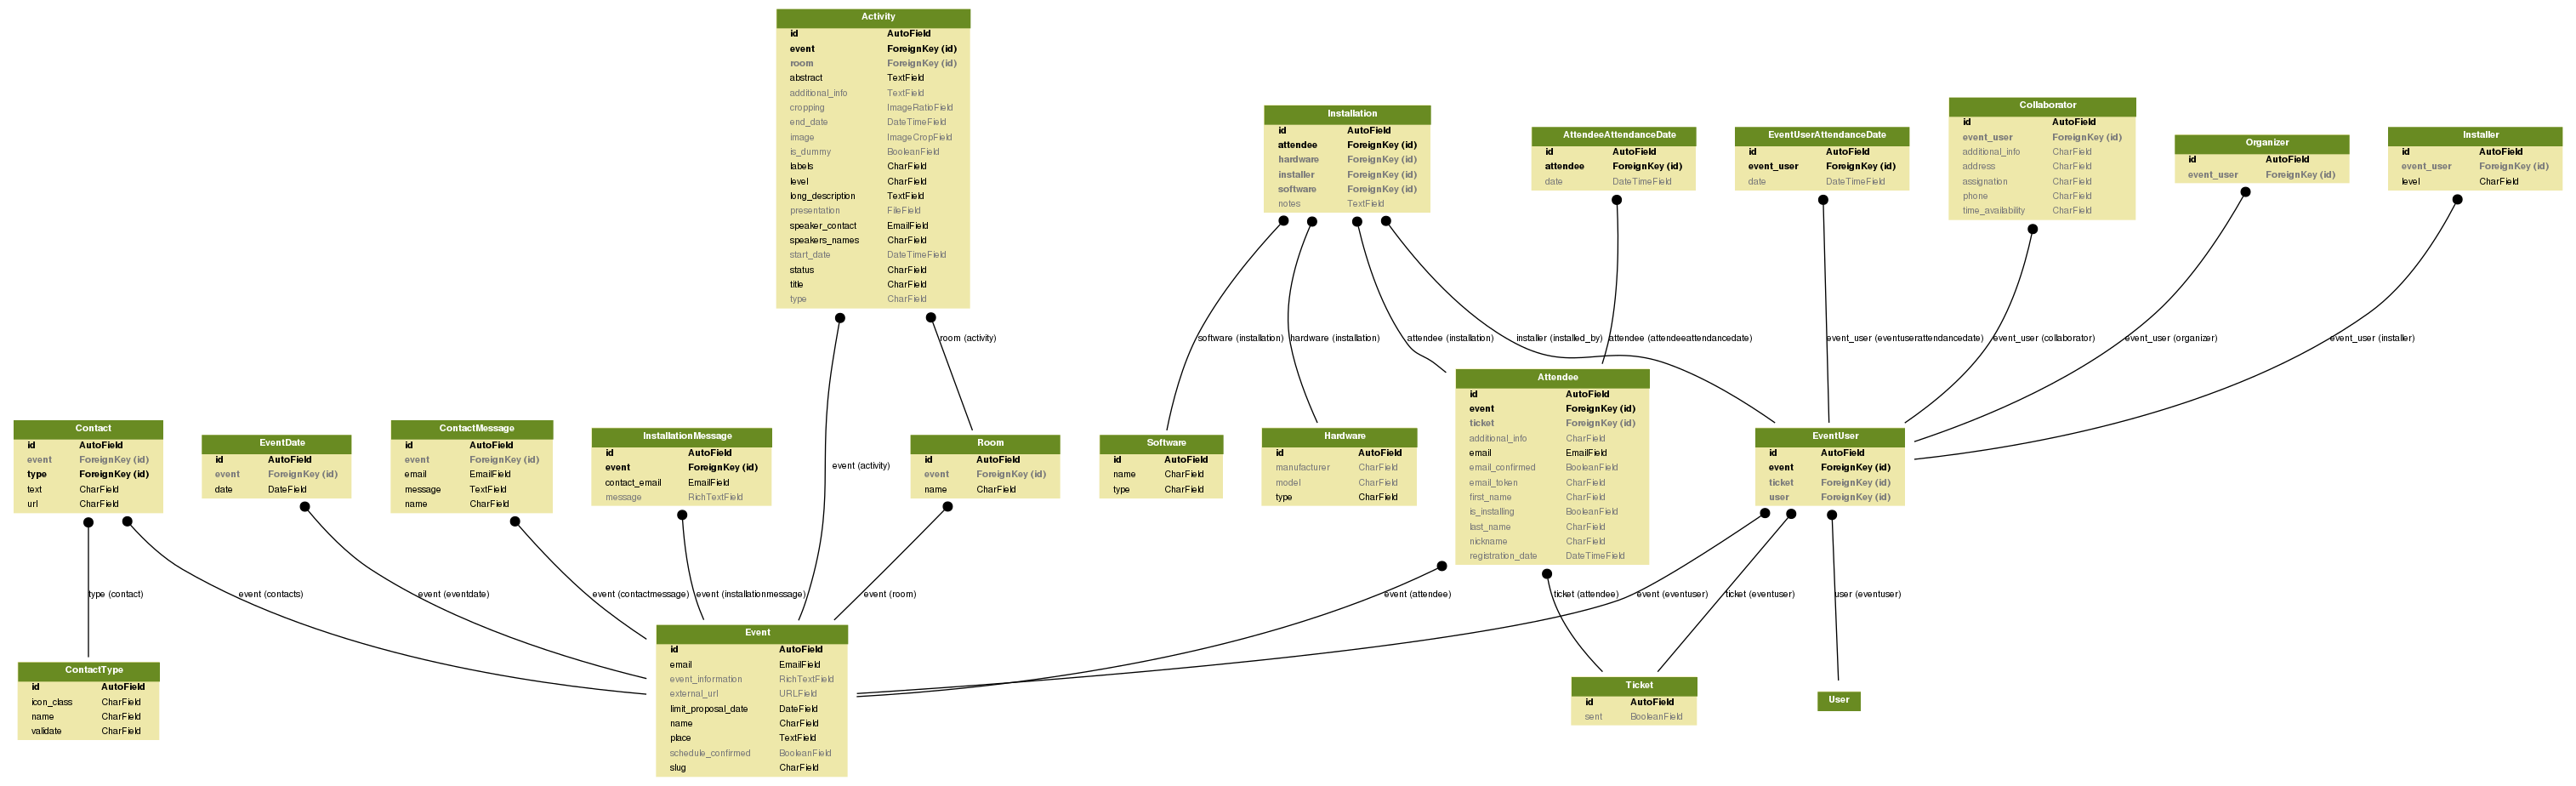 Activity
id AutoField
event ForeignKey (id)
room ForeignKey (id)
abstract TextField
additional_info TextField
cropping ImageRatioField
end_date DateTimeField
image ImageCropField
is_dummy BooleanField
labels CharField
level CharField
long_description TextField
presentation FileField
speaker_contact EmailField
speakers_names CharField
start_date DateTimeField
status CharField
title CharField
type CharField
Installation
id AutoField
attendee ForeignKey (id)
hardware ForeignKey (id)
installer ForeignKey (id)
software ForeignKey (id)
notes TextField
AttendeeAttendanceDate
id AutoField
attendee ForeignKey (id)
date DateTimeField
EventUserAttendanceDate
id AutoField
event_user ForeignKey (id)
date DateTimeField
Collaborator
id AutoField
event_user ForeignKey (id)
additional_info CharField
address CharField
assignation CharField
phone CharField
time_availability CharField
Organizer
id AutoField
event_user ForeignKey (id)
Installer
id AutoField
event_user ForeignKey (id)
level CharField
room (activity)
software (installation)
hardware (installation)
attendee (installation)
installer (installed_by)
attendee (attendeeattendancedate)
event_user (eventuserattendancedate)
event_user (collaborator)
event_user (organizer)
event_user (installer)
Contact
id AutoField
event ForeignKey (id)
type ForeignKey (id)
text CharField
url CharField
EventDate
id AutoField
event ForeignKey (id)
date DateField
ContactMessage
id AutoField
event ForeignKey (id)
email EmailField
message TextField
name CharField
InstallationMessage
id AutoField
event ForeignKey (id)
contact_email EmailField
message RichTextField
event (activity)
Room
id AutoField
event ForeignKey (id)
name CharField
Software
id AutoField
name CharField
type CharField
Hardware
id AutoField
manufacturer CharField
model CharField
type CharField
Attendee
id AutoField
event ForeignKey (id)
ticket ForeignKey (id)
additional_info CharField
email EmailField
email_confirmed BooleanField
email_token CharField
first_name CharField
is_installing BooleanField
last_name CharField
nickname CharField
registration_date DateTimeField
EventUser
id AutoField
event ForeignKey (id)
ticket ForeignKey (id)
user ForeignKey (id)
type (contact)
event (contacts)
event (eventdate)
event (contactmessage)
event (installationmessage)
event (room)
event (attendee)
ticket (attendee)
event (eventuser)
ticket (eventuser)
user (eventuser)
ContactType
id AutoField
icon_class CharField
name CharField
validate CharField
Event
id AutoField
email EmailField
event_information RichTextField
external_url URLField
limit_proposal_date DateField
name CharField
place TextField
schedule_confirmed BooleanField
slug CharField
Ticket
id AutoField
sent BooleanField
User